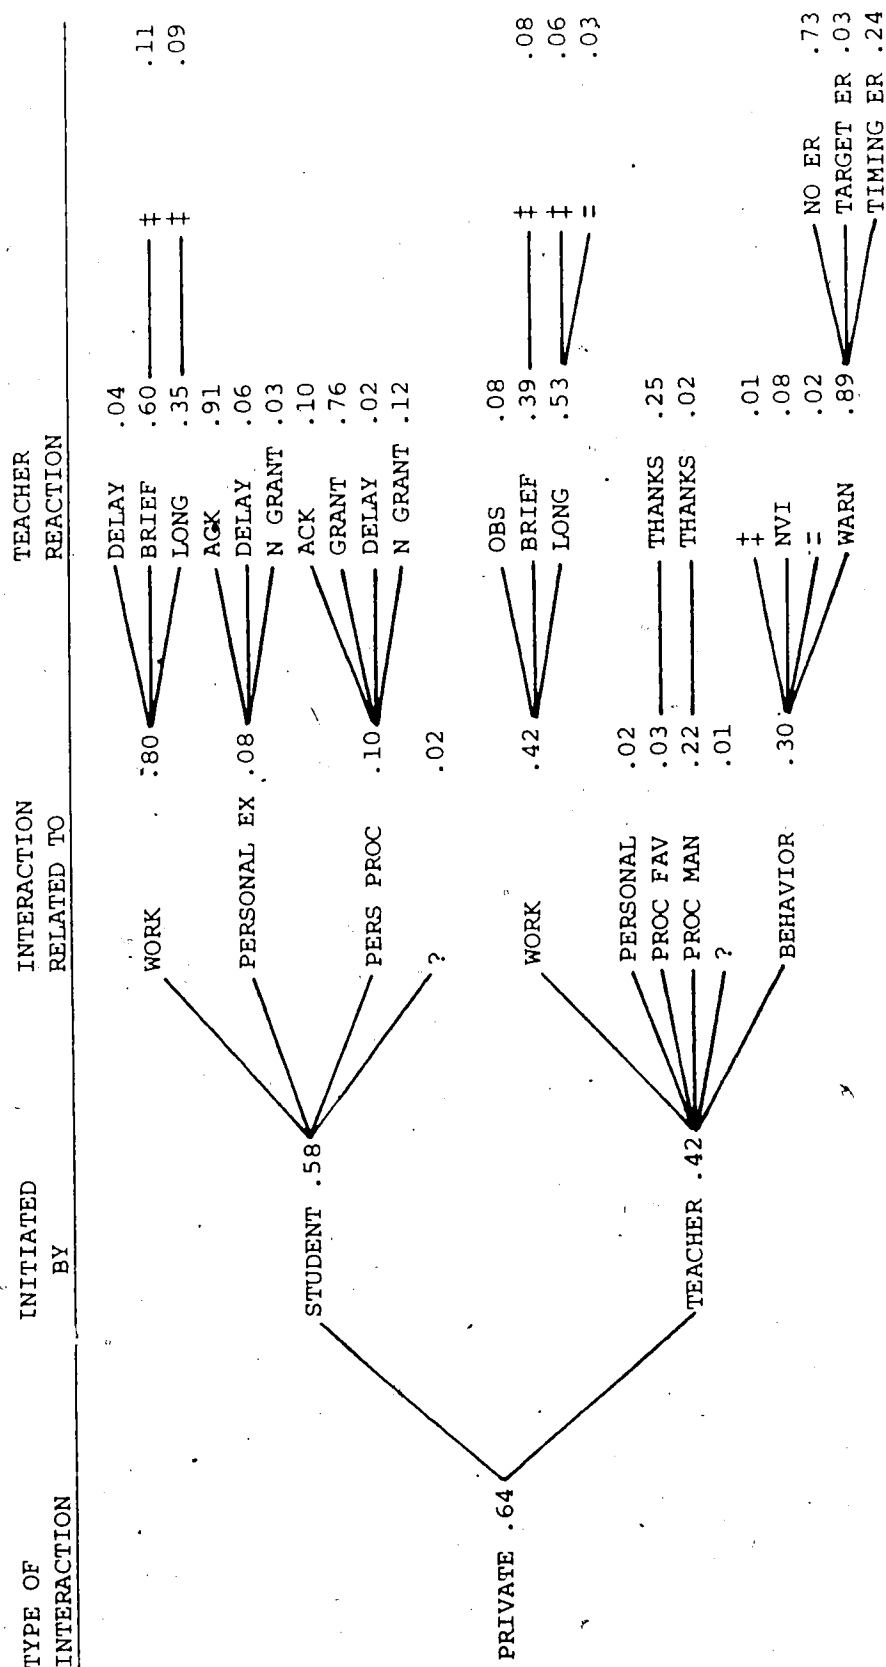 TYPE OF INTERACTION
INITIATED BY
INTERACTION RELATED TO
TEACHER REACTION
PRIVATE .64
STUDENT .58
WORK .80
DELAY .04
BRIEF .60 ‡ .11
LONG .35 ‡ .09
PERSONAL EX .08
ACK .91
DELAY .06
N GRANT .03
PERS PROC .10
ACK .10
GRANT .76
DELAY .02
N GRANT .12
? .02
TEACHER .42
WORK .42
OBS .08
BRIEF .39 ‡ .08
LONG .53 ‡ .06
= .03
PERSONAL .02
PROC FAV .03 THANKS .25
PROC MAN .22 THANKS .02
? .01
BEHAVIOR .30
‡ .01
NVI .08
= .02
WARN .89
NO ER .73
TARGET ER .03
TIMING ER .24